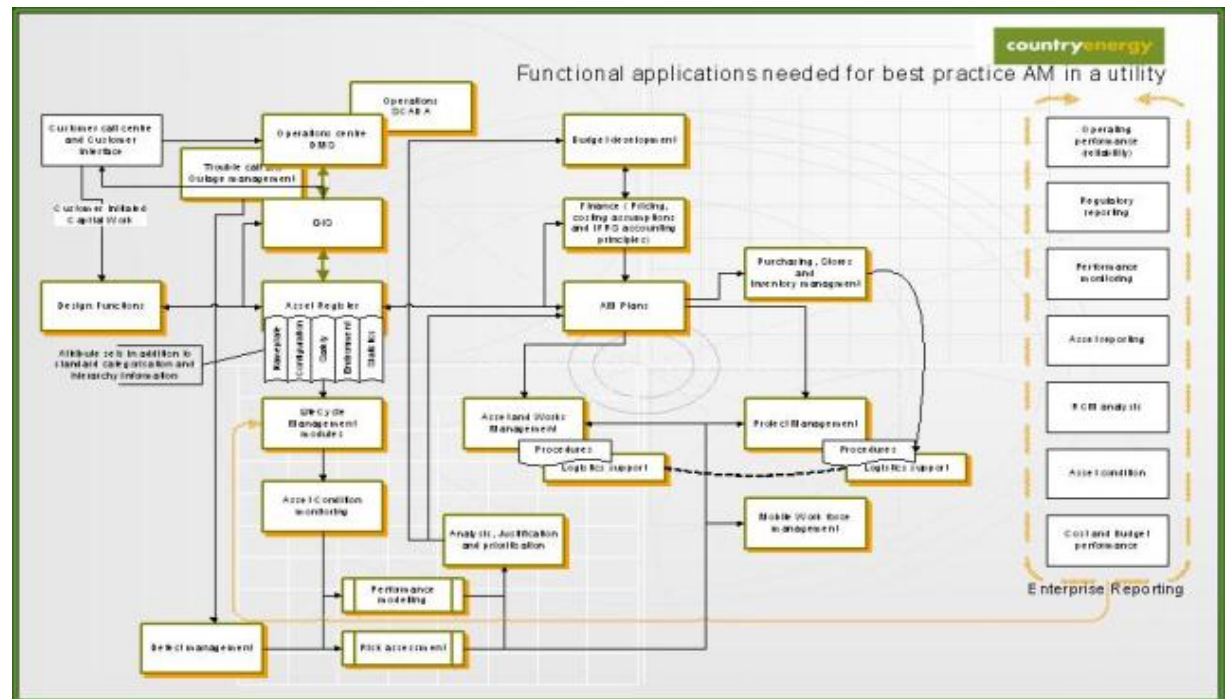 countryenergy
Functional applications needed for best practice AM in a utility
Operations
SCADA
Customer call centre
and Customer
Interface
Operations centre
DMS
Trouble call and
Outage management
Customer Initiated
Capital Work
GIS
Design Functions
Asset Register
Nameplate
Configuration
Quality
Environment
Statistics
Attribute sets in addition to
standard categorisation and
hierarchy information
Life Cycle
Management
modules
Asset Condition
monitoring
Defect management
Performance
modelling
Risk assessment
Analysis, Justification
and prioritisation
Budget development
Finance ( Pricing,
costing assumptions
and IFRS accounting
principles)
AM Plans
Purchasing, Stores
and
Inventory managment
Asset and Works
Management
Procedures
Logistics support
Project Management
Procedures
Logistics support
Mobile Work force
management
Operating
performance
(reliability)
Regulatory
reporting
Performance
monitoring
Asset reporting
RCM analysis
Asset condition
Cost and Budget
performance
Enterprise Reporting